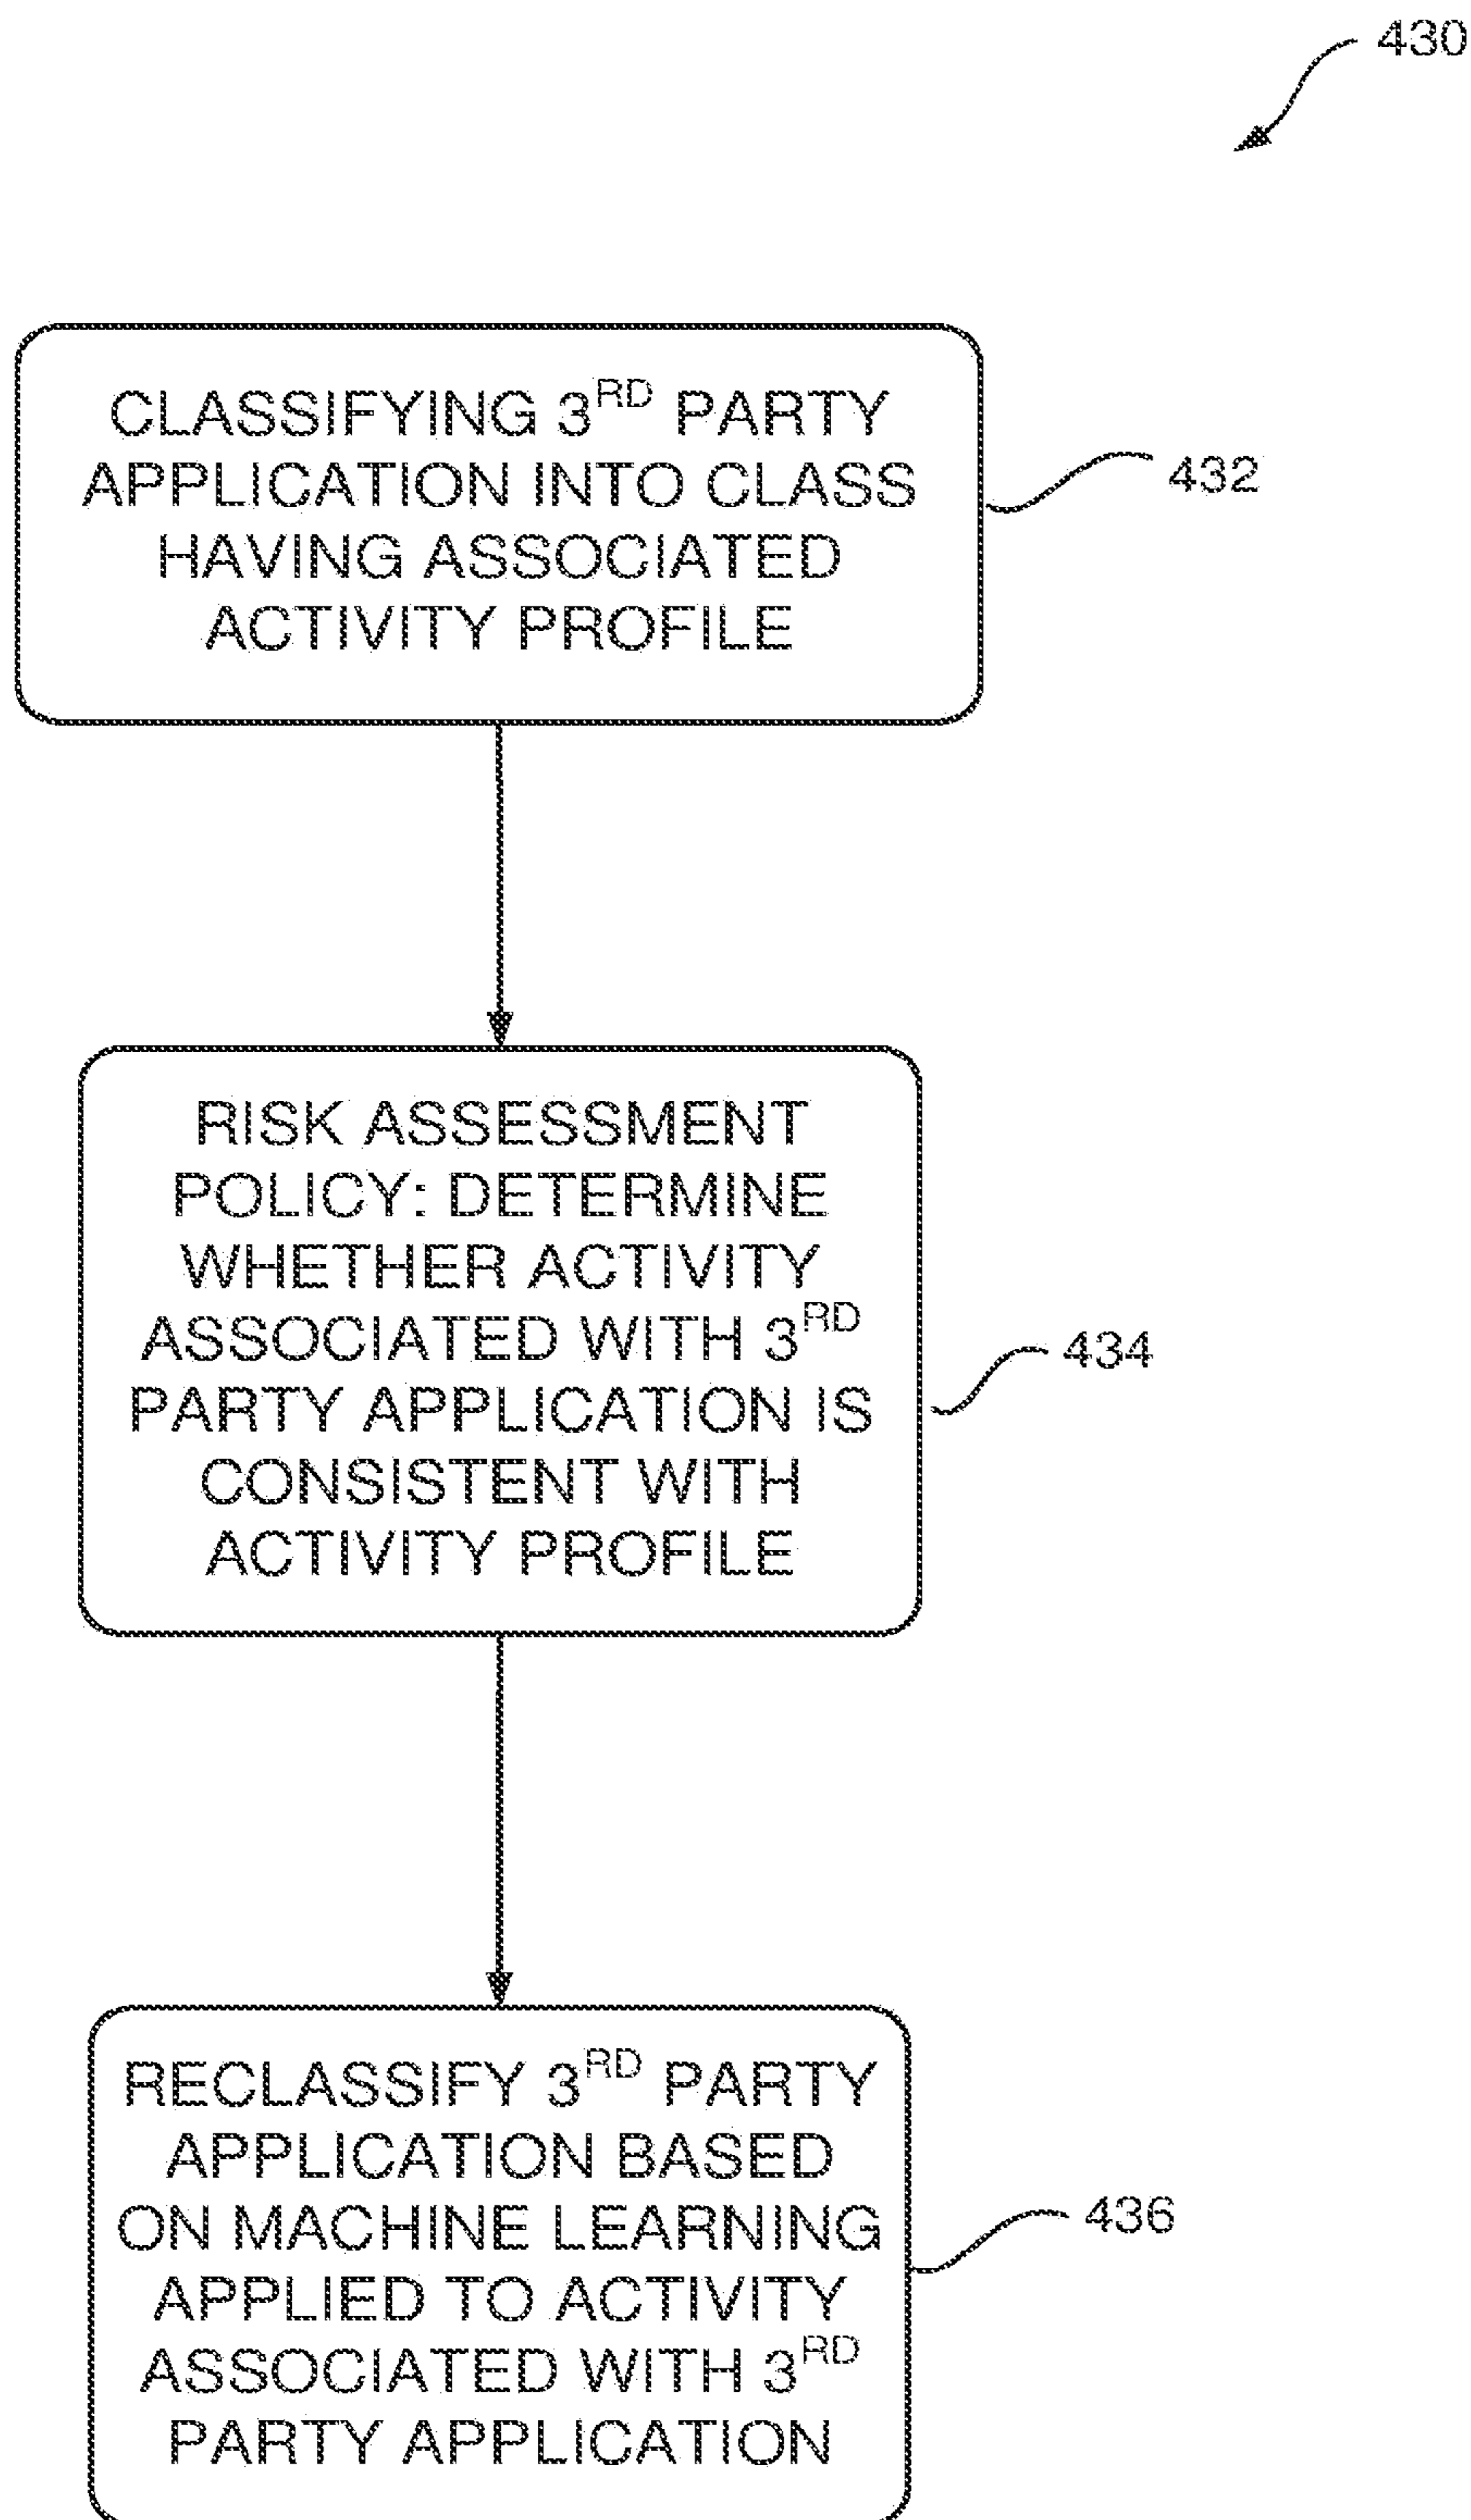 430
CLASSIFYING 3RD PARTY
APPLICATION INTO CLASS
HAVING ASSOCIATED
ACTIVITY PROFILE
432
RISK ASSESSMENT
POLICY: DETERMINE
WHETHER ACTIVITY
ASSOCIATED WITH 3RD
PARTY APPLICATION IS
CONSISTENT WITH
ACTIVITY PROFILE
434
RECLASSIFY 3RD PARTY
APPLICATION BASED
ON MACHINE LEARNING
APPLIED TO ACTIVITY
ASSOCIATED WITH 3RD
PARTY APPLICATION
436